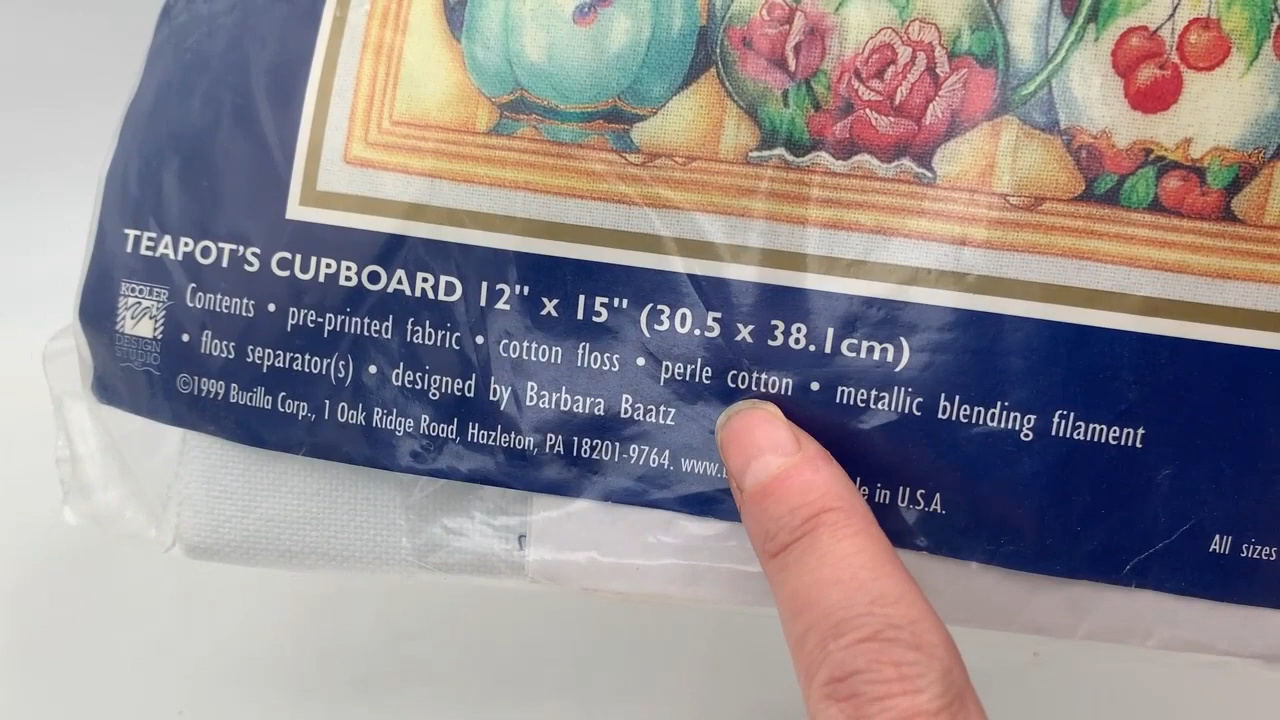 TEAPOT'S CUPBOARD 12" x 15" (30.5 x 38.1cm)
KOOLER
DESIGN
STUDIO
Contents • pre-printed fabric • cotton floss • perle cotton • metallic blending filament
• floss separator(s) • designed by Barbara Baatz
©1999 Bucilla Corp., 1 Oak Ridge Road, Hazleton, PA 18201-9764. www. in U.S.A.
All sizes